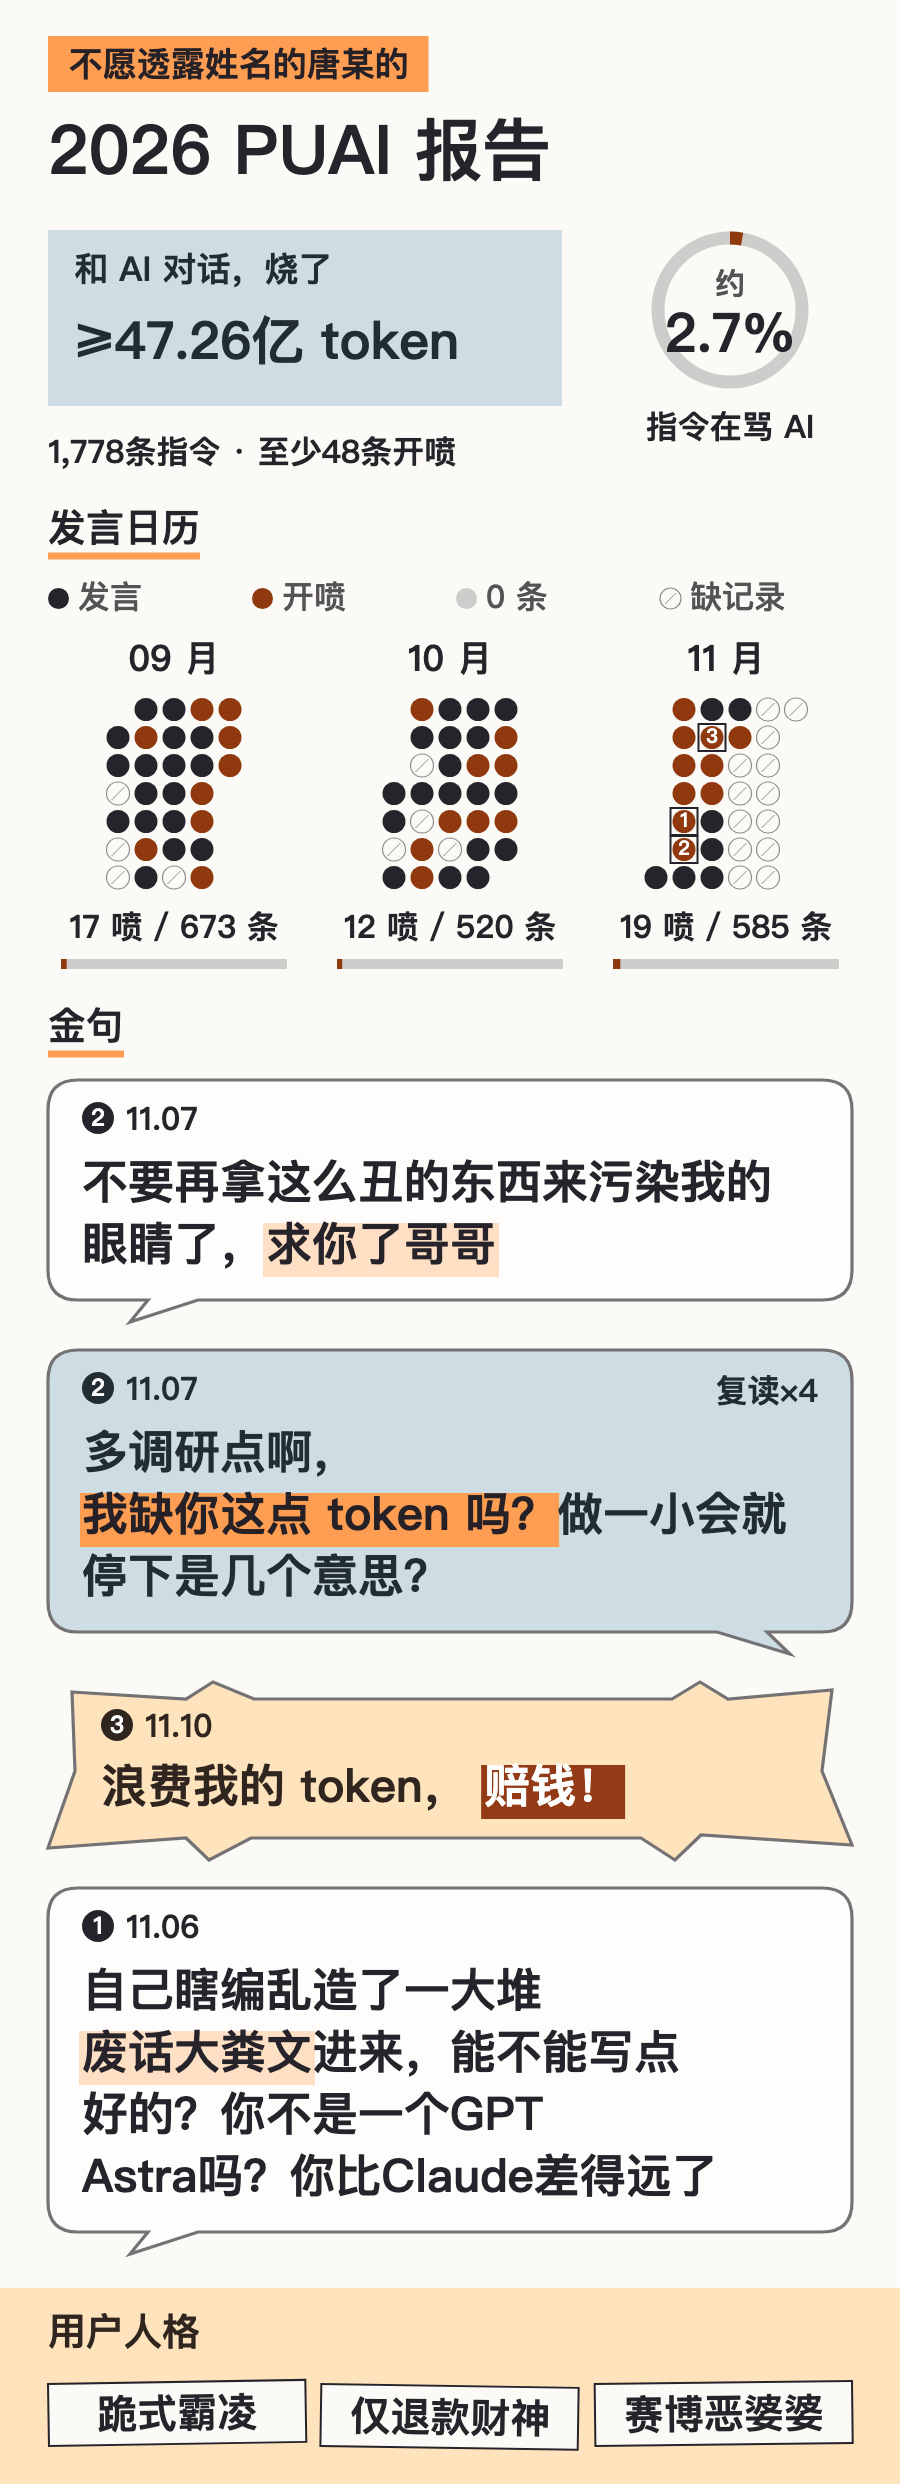 不愿透露姓名的唐某的
2026 PUAI 报告
和 AI 对话，烧了
≥47.26亿 token
约
2.7%
指令在骂 AI
1,778条指令 · 至少48条开喷
发言日历
发言
开喷
0 条
缺记录
09 月
10 月
11 月
3
1
2
17 喷 / 673 条
12 喷 / 520 条
19 喷 / 585 条
金句
2 11.07
不要再拿这么丑的东西来污染我的
眼睛了，求你了哥哥
2 11.07
复读×4
多调研点啊，
我缺你这点 token 吗？做一小会就
停下是几个意思？
3 11.10
浪费我的 token，赔钱！
1 11.06
自己瞎编乱造了一大堆
废话大粪文进来，能不能写点
好的？你不是一个GPT
Astra吗？你比Claude差得远了
用户人格
跪式霸凌
仅退款财神
赛博恶婆婆